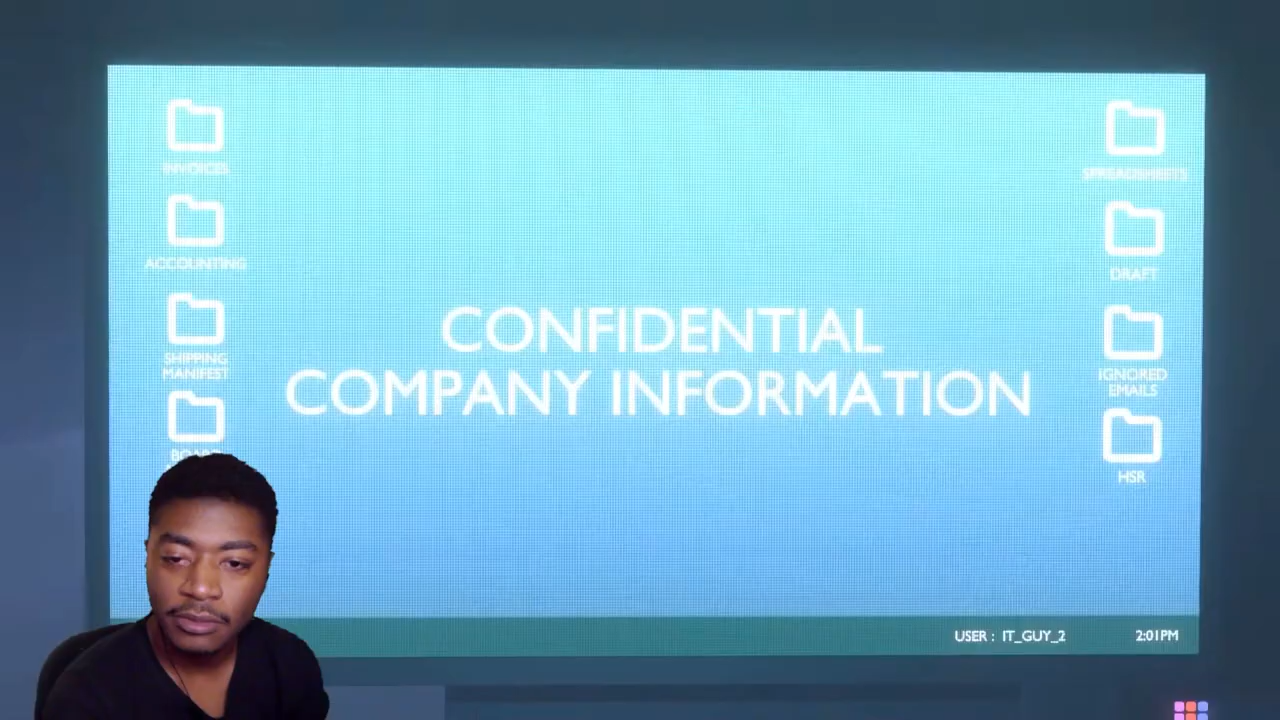 INVOICES
ACCOUNTING
SHIPPING
MANIFEST
CONFIDENTIAL
COMPANY INFORMATION
SPREADSHEETS
DRAFT
IGNORED
EMAILS
HSR
USER : IT_GUY_2
2:01PM